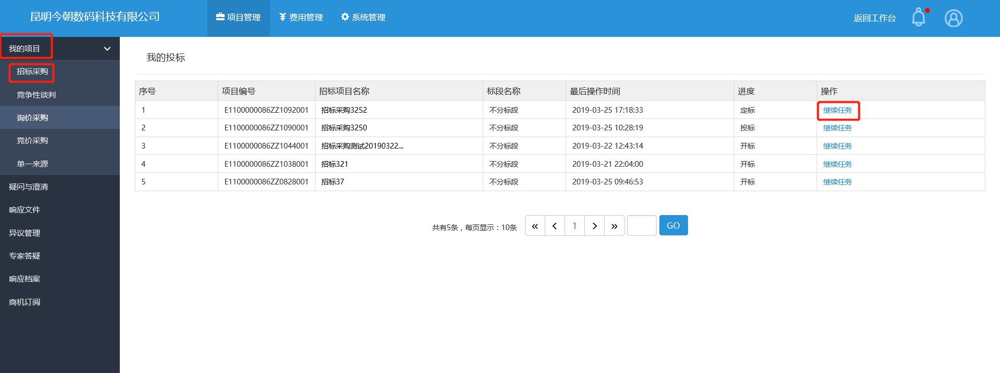 昆明今朝数码科技有限公司 项目管理 费用管理 系统管理 返回工作台
我的项目
招标采购
竞争性谈判
询价采购
竞价采购
单一来源
疑问与澄清
响应文件
异议管理
专家答疑
响应档案
商机订阅
我的投标
序号 项目编号 招标项目名称 标段名称 最后操作时间 进度 操作
1 E1100000086ZZ1092001 招标采购3252 不分标段 2019-03-25 17:18:33 定标 继续任务
2 E1100000086ZZ1090001 招标采购3250 不分标段 2019-03-25 10:28:19 投标 继续任务
3 E1100000086ZZ1044001 招标采购测试20190322... 不分标段 2019-03-22 12:43:14 开标 继续任务
4 E1100000086ZZ1038001 招标321 不分标段 2019-03-21 22:04:00 开标 继续任务
5 E1100000086ZZ0828001 招标37 不分标段 2019-03-25 09:46:53 开标 继续任务
共有5条，每页显示：10条 « < 1 > » GO